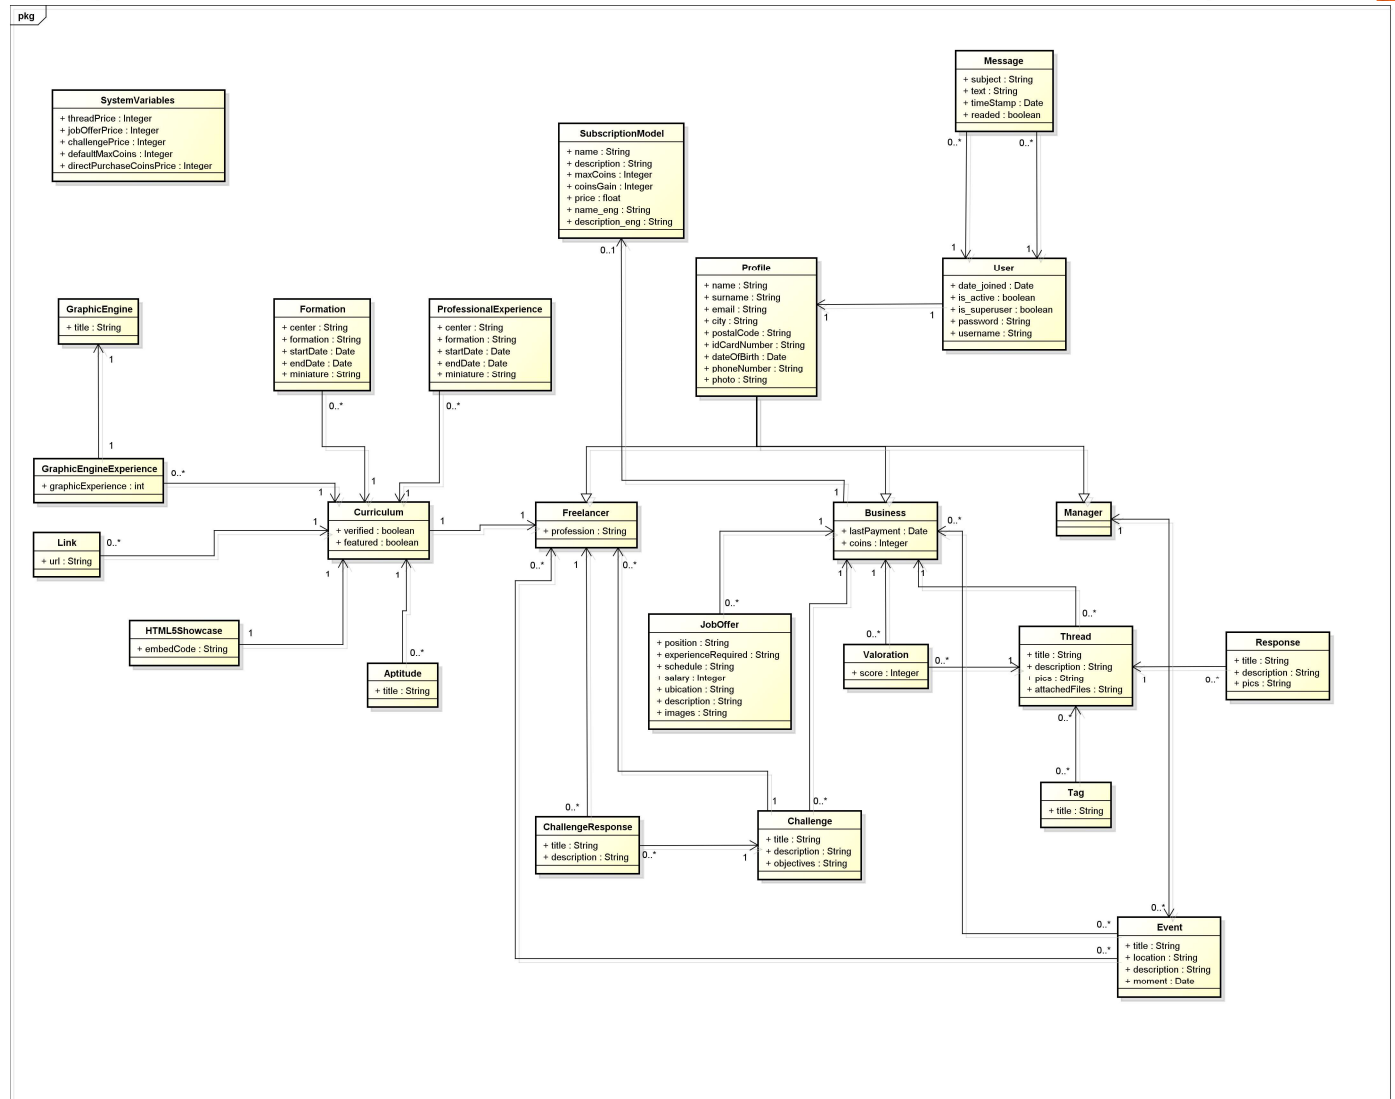 pkg
Message
+ subject : String
+ text : String
+ timeStamp : Date
+ readed : boolean
0..*
0..*
1
1
SystemVariables
+ threadPrice : Integer
+ jobOfferPrice : Integer
+ challengePrice : Integer
+ defaultMaxCoins : Integer
+ directPurchaseCoinsPrice : Integer
SubscriptionModel
+ name : String
+ description : String
+ maxCoins : Integer
+ coinsGain : Integer
+ price : float
+ name_eng : String
+ description_eng : String
0..1
Profile
+ name : String
+ surname : String
+ email : String
+ city : String
+ postalCode : String
+ idCardNumber : String
+ dateOfBirth : Date
+ phoneNumber : String
+ photo : String
1
1
User
+ date_joined : Date
+ is_active : boolean
+ is_superuser : boolean
+ password : String
+ username : String
GraphicEngine
+ title : String
1
1
Formation
+ center : String
+ formation : String
+ startDate : Date
+ endDate : Date
+ miniature : String
0..*
1
ProfessionalExperience
+ center : String
+ formation : String
+ startDate : Date
+ endDate : Date
+ miniature : String
0..*
1
GraphicEngineExperience
+ graphicExperience : int
0..*
1
Link
+ url : String
0..*
1
Curriculum
+ verified : boolean
+ featured : boolean
1
1
1
1
HTML5Showcase
+ embedCode : String
1
Aptitude
+ title : String
0..*
Freelancer
+ profession : String
0..*
1
0..*
1
Business
+ lastPayment : Date
+ coins : Integer
1
0..*
1
1
1
Manager
1
JobOffer
+ position : String
+ experienceRequired : String
+ schedule : String
+ salary : Integer
+ ubication : String
+ description : String
+ images : String
0..*
Valoration
+ score : Integer
0..*
0..*
1
Thread
+ title : String
+ description : String
+ pics : String
+ attachedFiles : String
0..*
1
0..*
Response
+ title : String
+ description : String
+ pics : String
0..*
0..*
Tag
+ title : String
ChallengeResponse
+ title : String
+ description : String
0..*
0..*
1
Challenge
+ title : String
+ description : String
+ objectives : String
1
0..*
Event
+ title : String
+ location : String
+ description : String
+ moment : Date
0..*
0..*
0..*